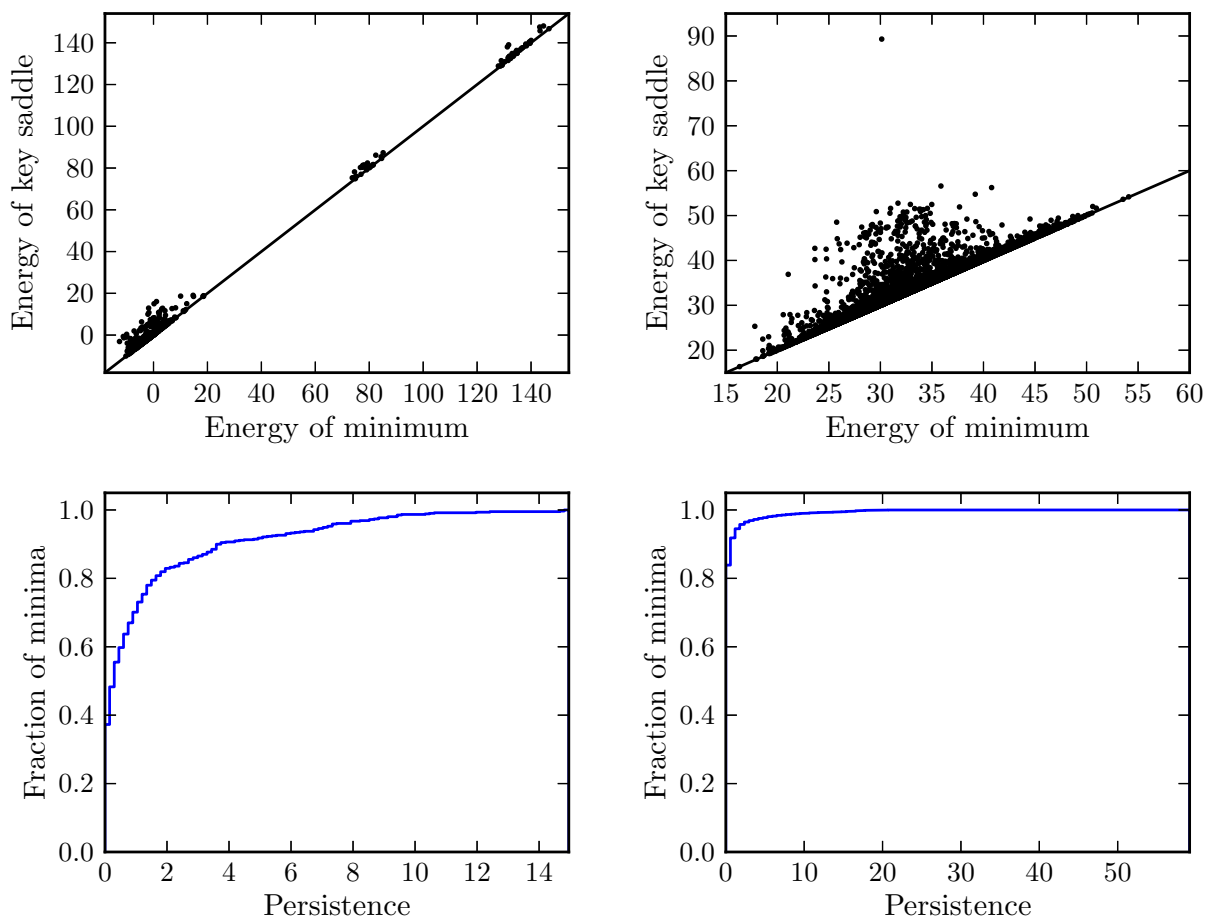 Energy of key saddle
140
120
100
80
60
40
20
0
0 20 40 60 80 100 120 140
Energy of minimum
Energy of key saddle
90
80
70
60
50
40
30
20
15 20 25 30 35 40 45 50 55 60
Energy of minimum
Fraction of minima
1.0
0.8
0.6
0.4
0.2
0.0
0 2 4 6 8 10 12 14
Persistence
Fraction of minima
1.0
0.8
0.6
0.4
0.2
0.0
0 10 20 30 40 50
Persistence